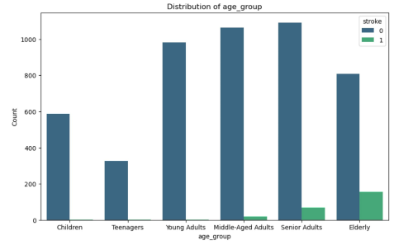 Distribution of age_group
stroke
0
1
1000
800
600
400
200
0
Count
Children Teenagers Young Adults Middle-Aged Adults Senior Adults Elderly
age_group